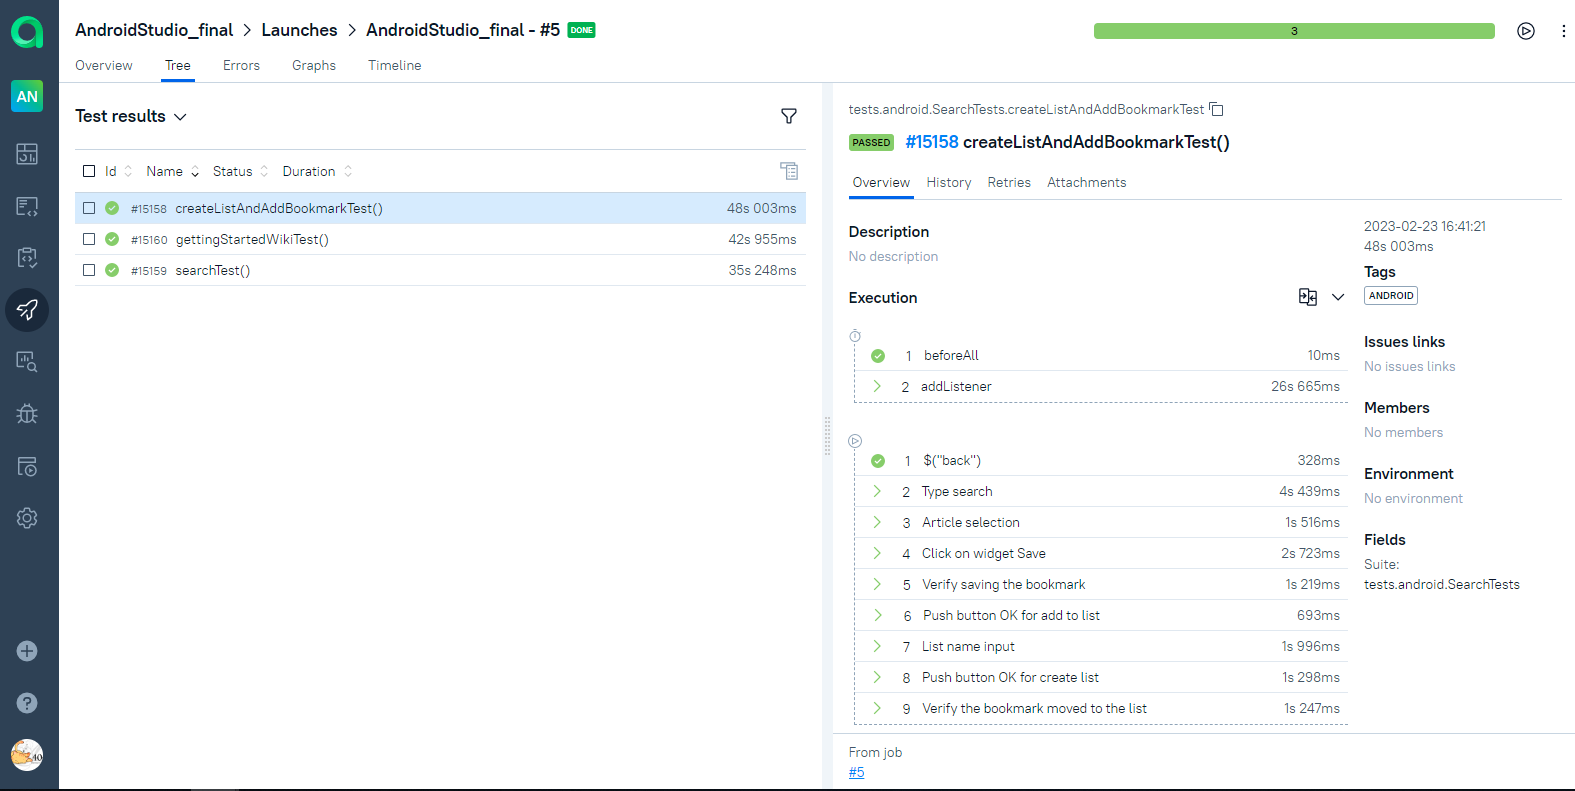 AndroidStudio_final > Launches > AndroidStudio_final - #5 DONE
3
Overview Tree Errors Graphs Timeline
AN
Test results
Id Name Status Duration
#15158 createListAndAddBookmarkTest() 48s 003ms
#15160 gettingStartedWikiTest() 42s 955ms
#15159 searchTest() 35s 248ms
tests.android.SearchTests.createListAndAddBookmarkTest
PASSED #15158 createListAndAddBookmarkTest()
Overview History Retries Attachments
Description
No description
Execution
1 beforeAll 10ms
2 addListener 26s 665ms
1 $("back") 328ms
2 Type search 4s 439ms
3 Article selection 1s 516ms
4 Click on widget Save 2s 723ms
5 Verify saving the bookmark 1s 219ms
6 Push button OK for add to list 693ms
7 List name input 1s 996ms
8 Push button OK for create list 1s 298ms
9 Verify the bookmark moved to the list 1s 247ms
2023-02-23 16:41:21
48s 003ms
Tags
ANDROID
Issues links
No issues links
Members
No members
Environment
No environment
Fields
Suite:
tests.android.SearchTests
From job
#5